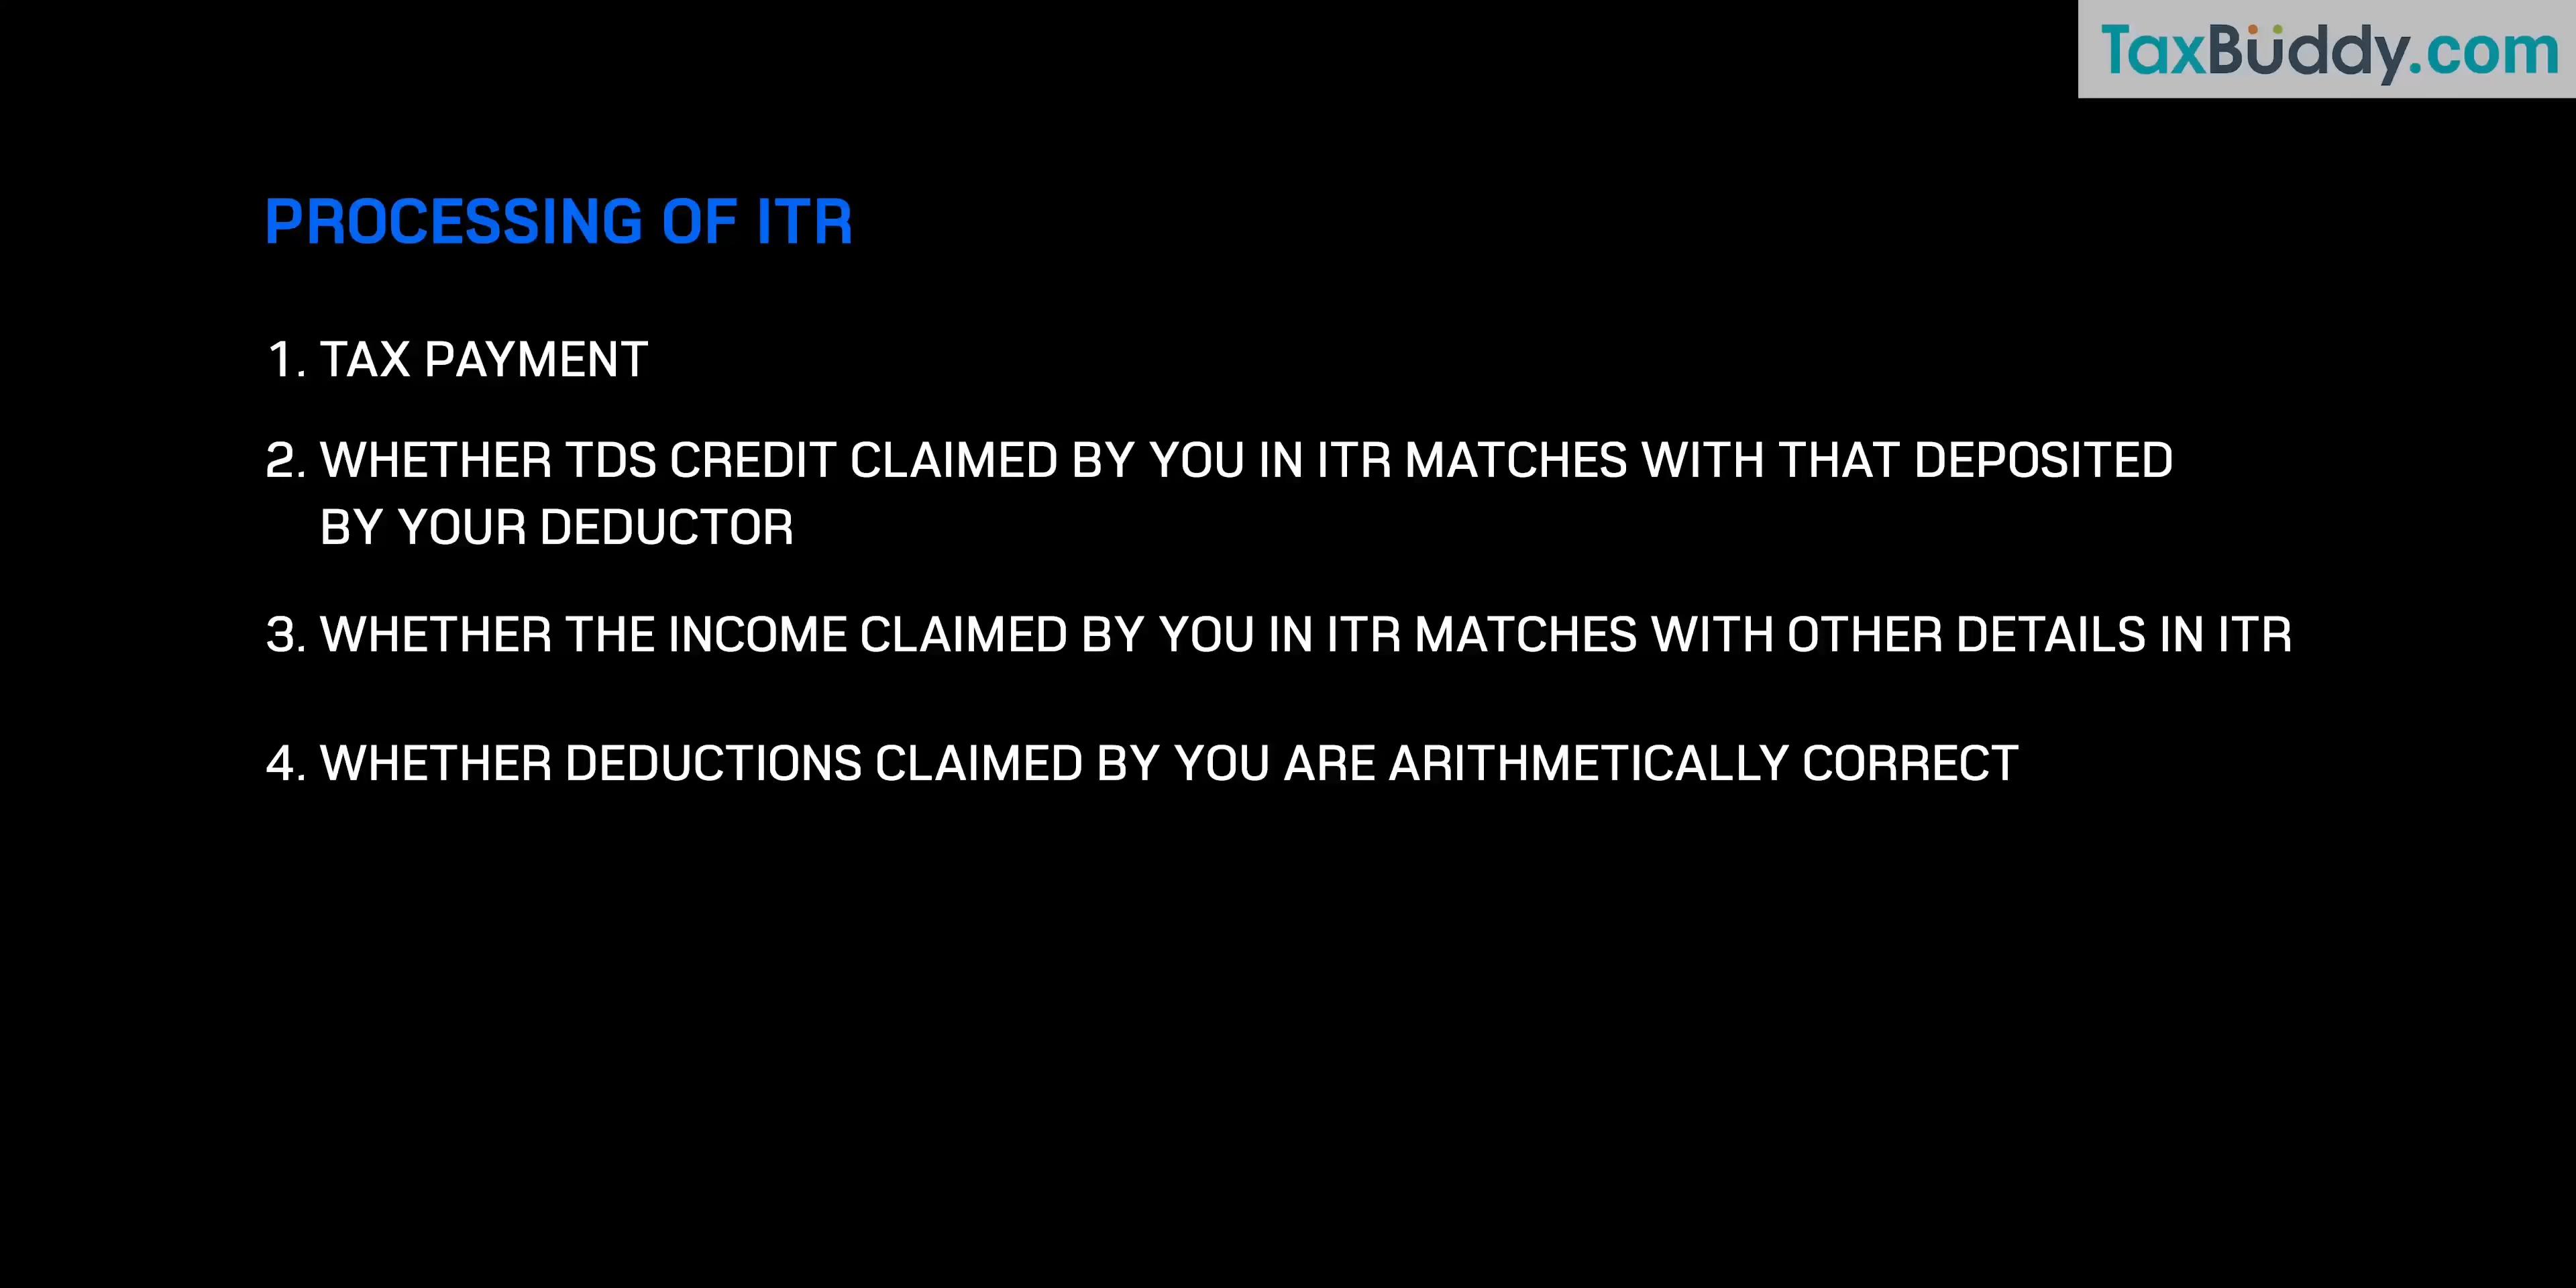 TaxBüddy.com
PROCESSING OF ITR
1. TAX PAYMENT
2. WHETHER TDS CREDIT CLAIMED BY YOU IN ITR MATCHES WITH THAT DEPOSITED
BY YOUR DEDUCTOR
3. WHETHER THE INCOME CLAIMED BY YOU IN ITR MATCHES WITH OTHER DETAILS IN ITR
4. WHETHER DEDUCTIONS CLAIMED BY YOU ARE ARITHMETICALLY CORRECT